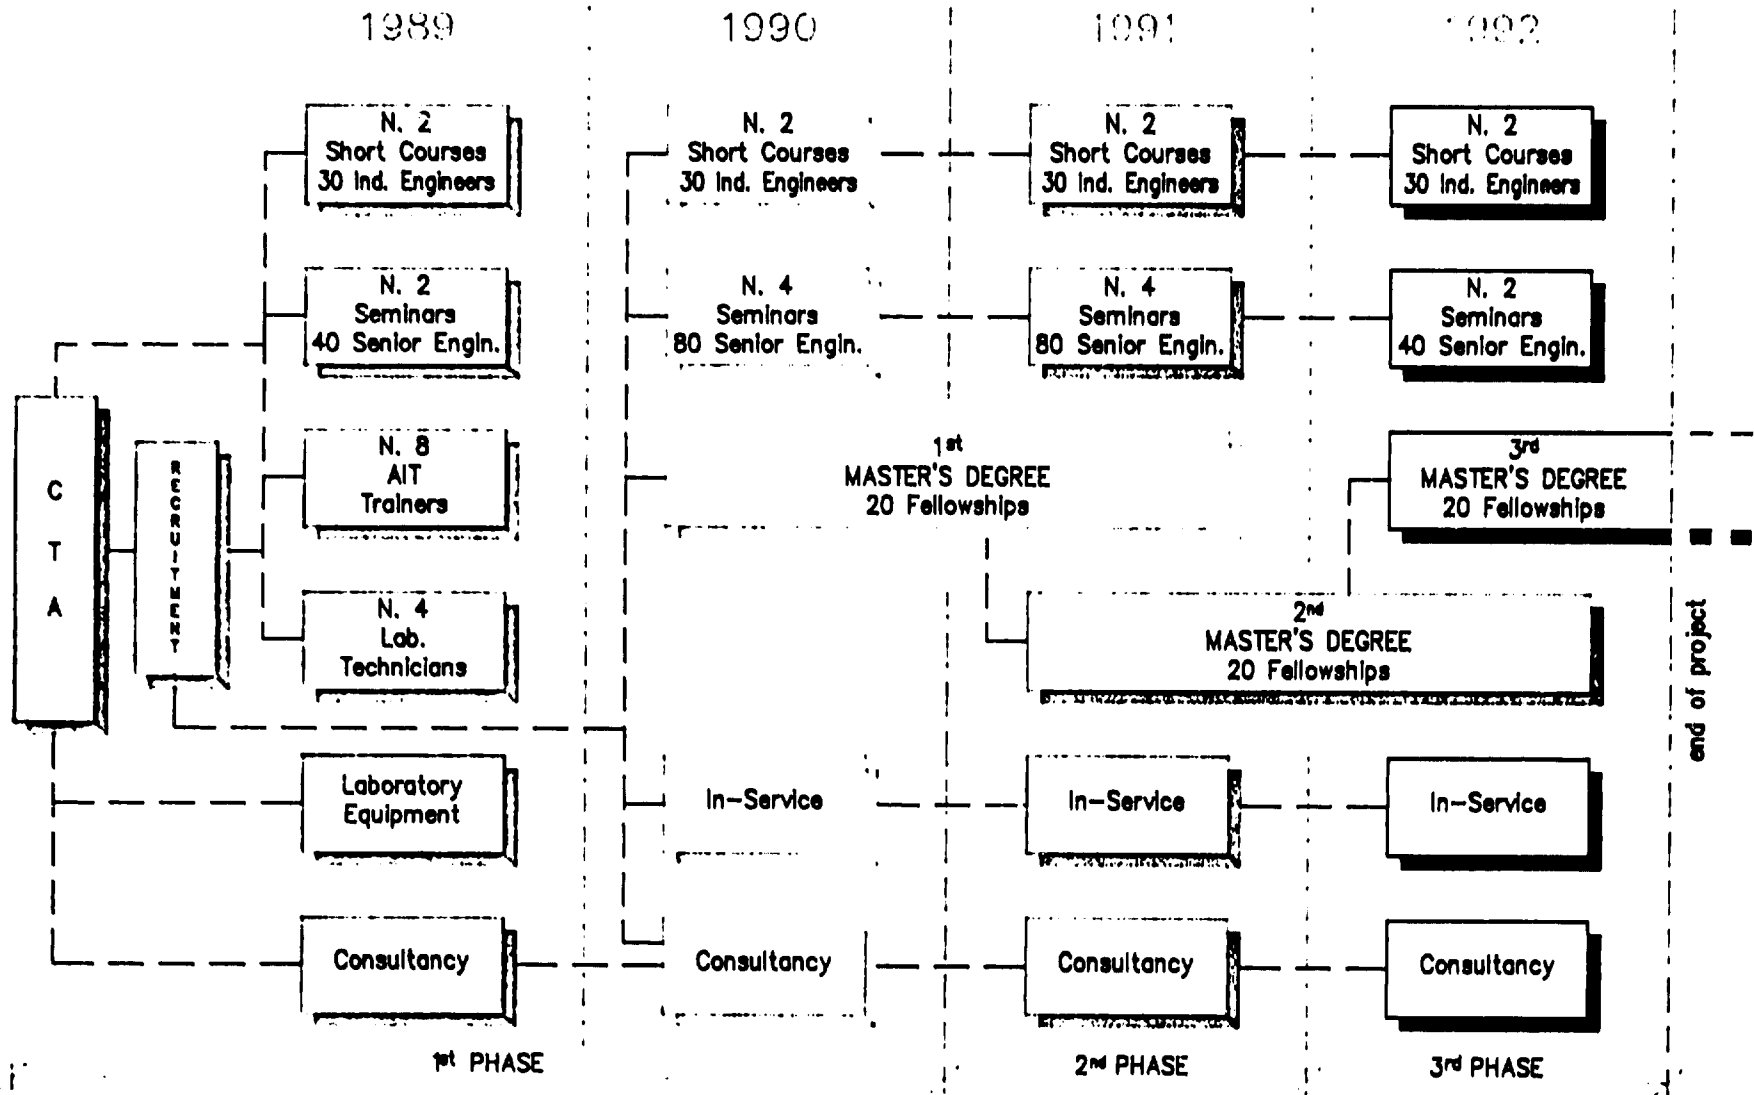 1989
1990
1991
1992
N. 2
Short Courses
30 Ind. Engineers
N. 2
Short Courses
30 Ind. Engineers
N. 2
Short Courses
30 Ind. Engineers
N. 2
Short Courses
30 Ind. Engineers
N. 2
Seminars
40 Senior Engin.
N. 4
Seminars
80 Senior Engin.
N. 4
Seminars
80 Senior Engin.
N. 2
Seminars
40 Senior Engin.
C
T
A
RECRUITMENT
N. 8
AIT
Trainers
1st
MASTER'S DEGREE
20 Fellowships
3rd
MASTER'S DEGREE
20 Fellowships
N. 4
Lab.
Technicians
2nd
MASTER'S DEGREE
20 Fellowships
end of project
Laboratory
Equipment
In-Service
In-Service
In-Service
Consultancy
Consultancy
Consultancy
Consultancy
1st PHASE
2nd PHASE
3rd PHASE